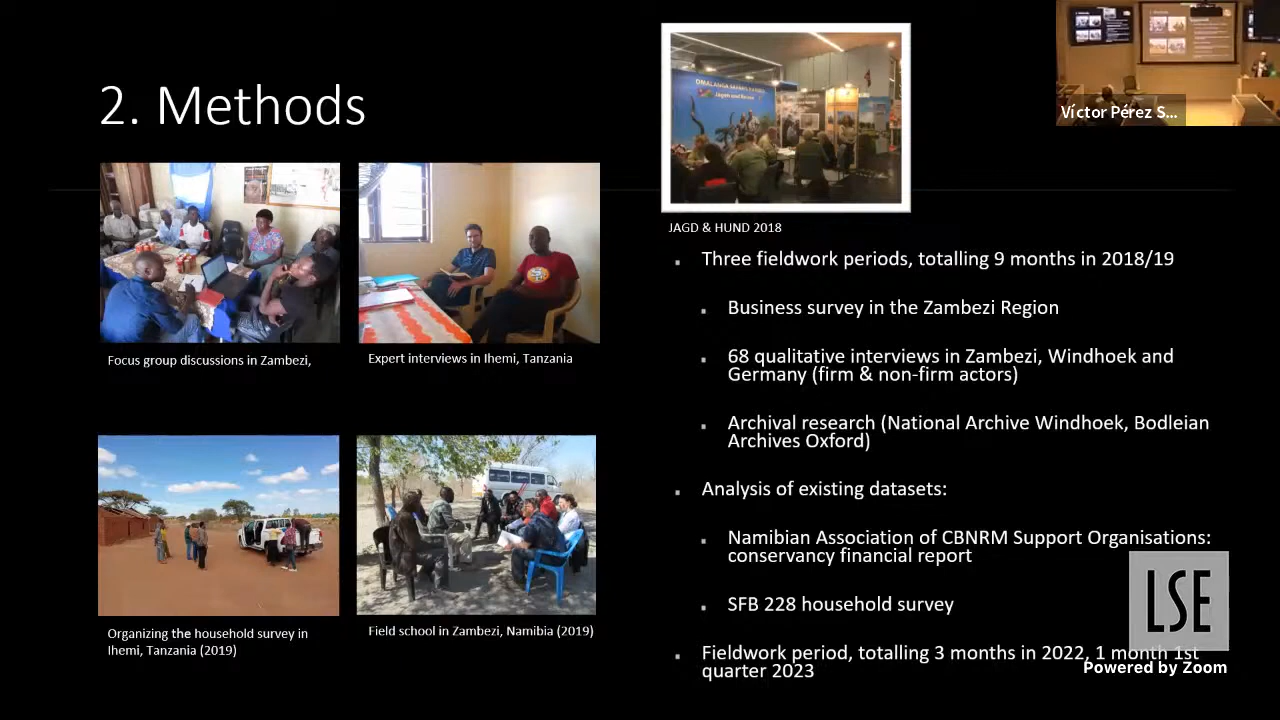 2. Methods
OMALANGA SAFARIS
Jagen und Reisen
Víctor Pérez S...
JAGD & HUND 2018
Focus group discussions in Zambezi,
Expert interviews in Ihemi, Tanzania
Organizing the household survey in
Ihemi, Tanzania (2019)
Field school in Zambezi, Namibia (2019)
Three fieldwork periods, totalling 9 months in 2018/19
Business survey in the Zambezi Region
68 qualitative interviews in Zambezi, Windhoek and
Germany (firm & non-firm actors)
Archival research (National Archive Windhoek, Bodleian
Archives Oxford)
Analysis of existing datasets:
Namibian Association of CBNRM Support Organisations:
conservancy financial report
SFB 228 household survey
Fieldwork period, totalling 3 months in 2022, 1 month 1st
quarter 2023
LSE
Powered by Zoom